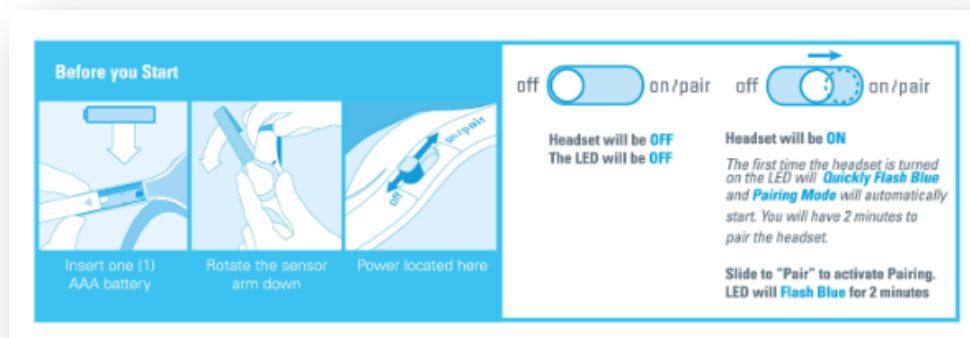 Before you Start
on/pair
off
Insert one (1)
AAA battery
Rotate the sensor
arm down
Power located here
off
on/pair
Headset will be OFF
The LED will be OFF
off
on/pair
Headset will be ON
The first time the headset is turned
on the LED will Quickly Flash Blue
and Pairing Mode will automatically
start. You will have 2 minutes to
pair the headset.
Slide to "Pair" to activate Pairing.
LED will Flash Blue for 2 minutes